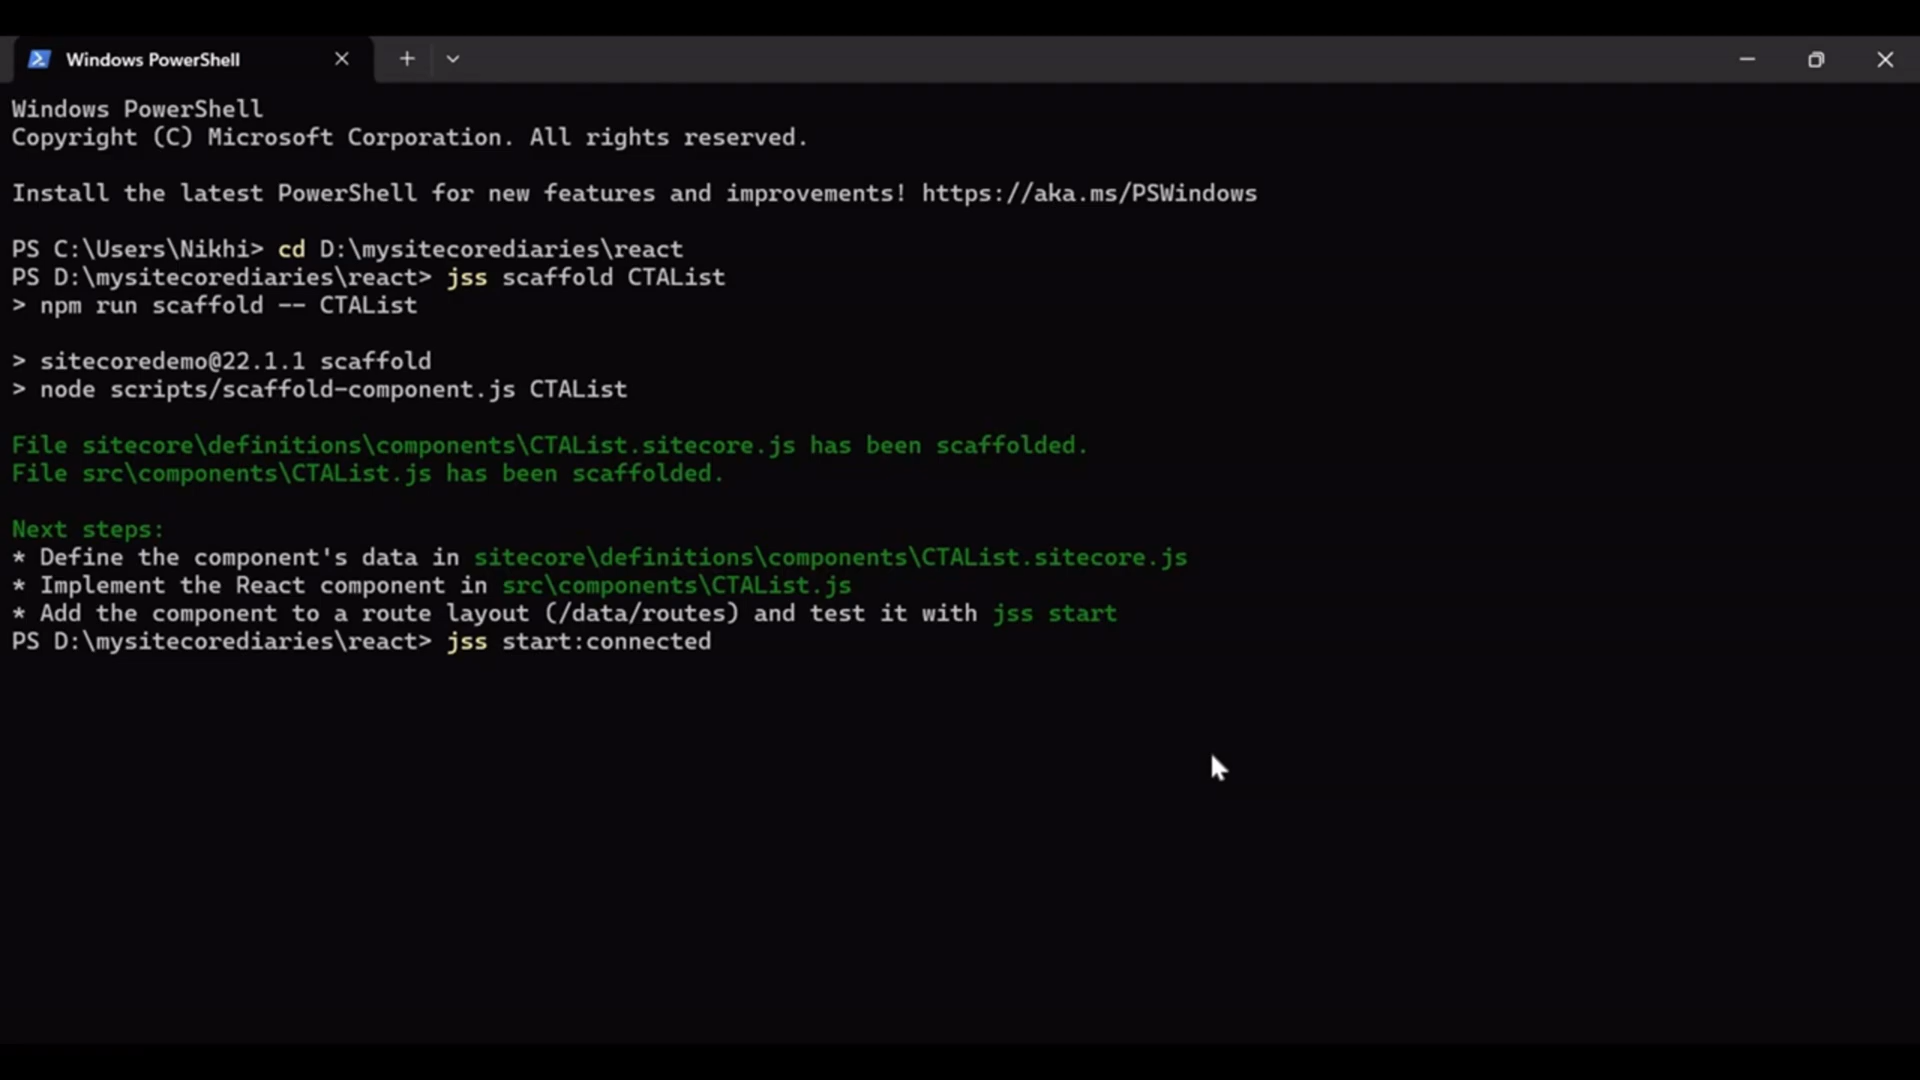 Windows PowerShell
Windows PowerShell
Copyright (C) Microsoft Corporation. All rights reserved.
Install the latest PowerShell for new features and improvements! https://aka.ms/PSWindows
PS C:\Users\Nikhi> cd D:\mysitecorediaries\react
PS D:\mysitecorediaries\react> jss scaffold CTAList
> npm run scaffold -- CTAList
> sitecoredemo@22.1.1 scaffold
> node scripts/scaffold-component.js CTAList
File sitecore\definitions\components\CTAList.sitecore.js has been scaffolded.
File src\components\CTAList.js has been scaffolded.
Next steps:
* Define the component's data in sitecore\definitions\components\CTAList.sitecore.js
* Implement the React component in src\components\CTAList.js
* Add the component to a route layout (/data/routes) and test it with jss start
PS D:\mysitecorediaries\react> jss start:connected